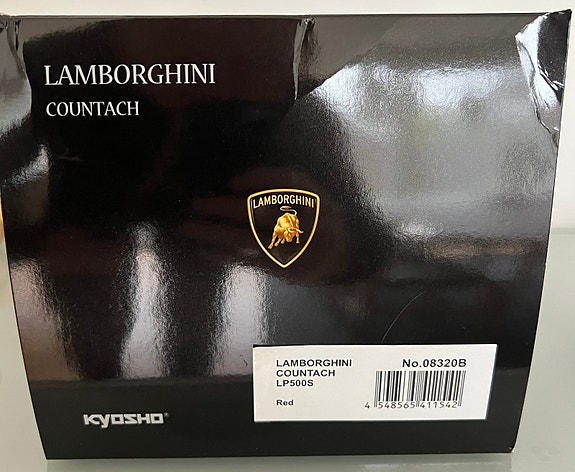 LAMBORGHINI
COUNTACH
LAMBORGHINI
LAMBORGHINI
COUNTACH
LP500S
Red
No.08320B
4 548565 411542
KYOSHO®